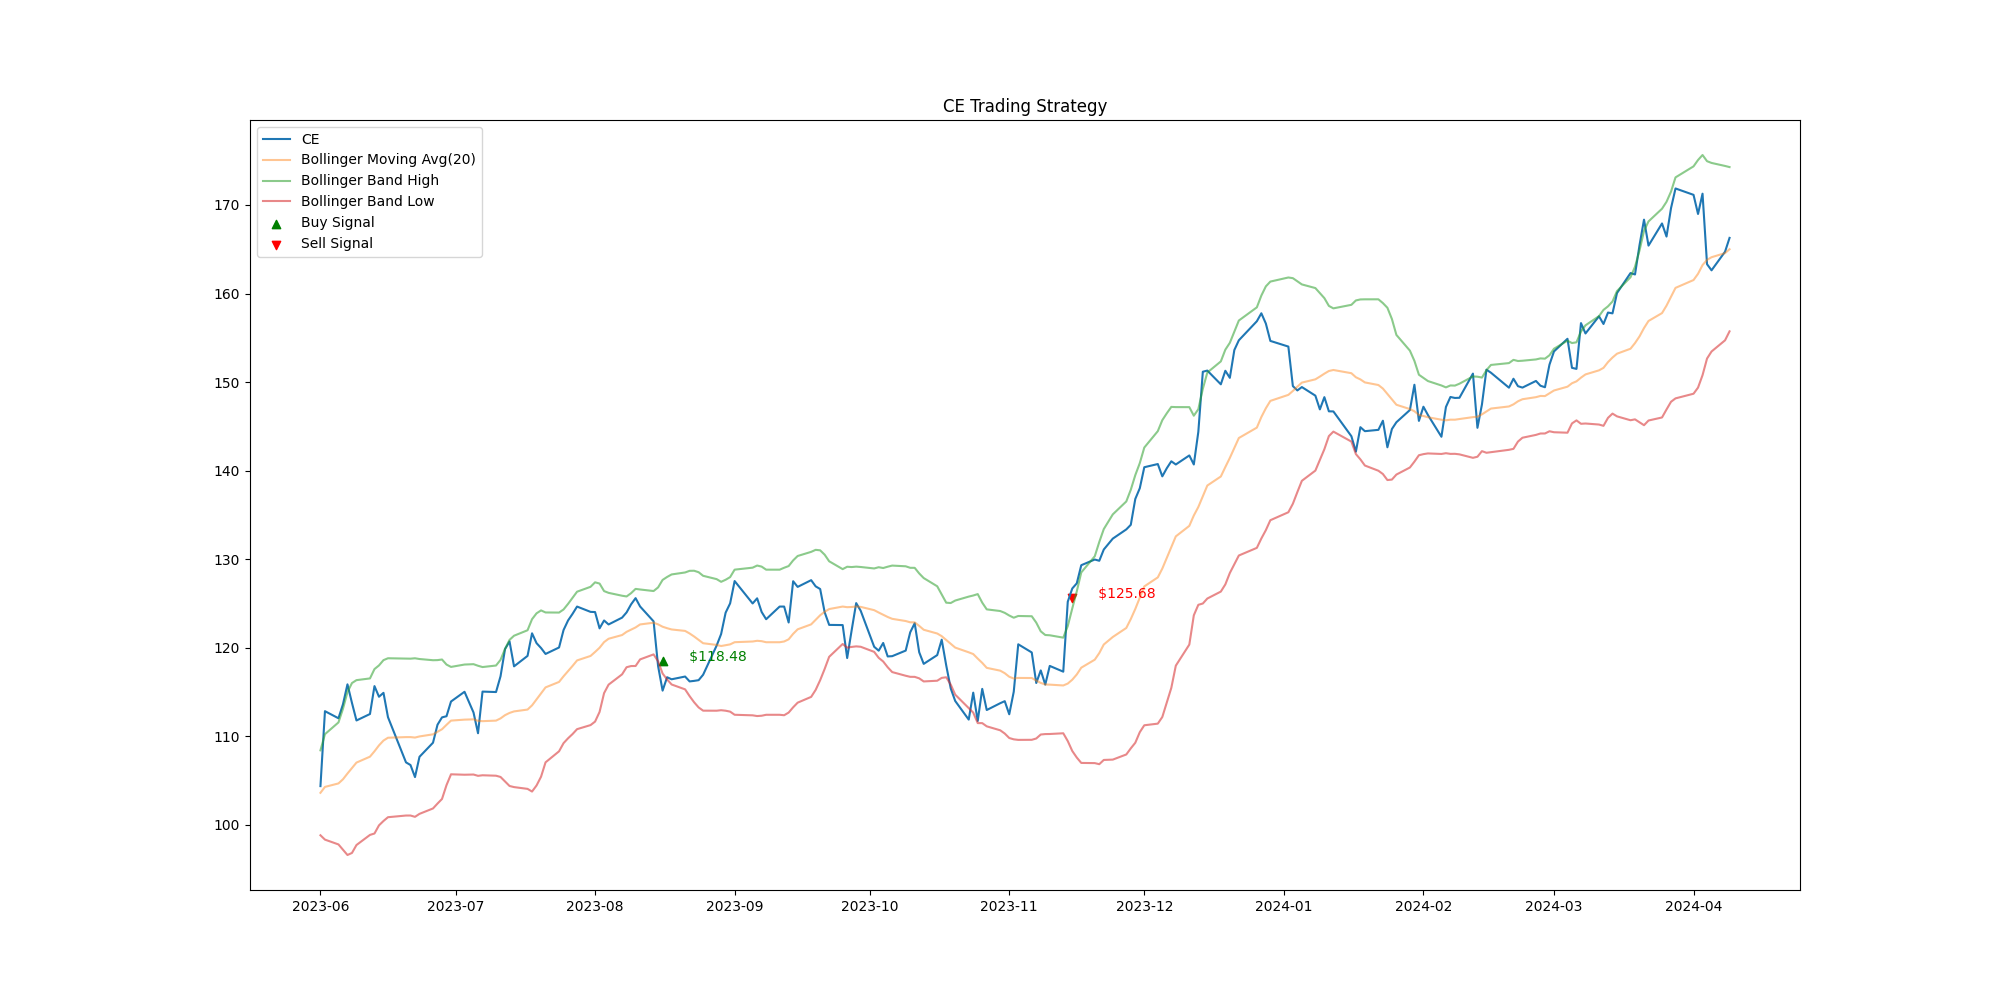 CE Trading Strategy
CE
Bollinger Moving Avg(20)
Bollinger Band High
Bollinger Band Low
Buy Signal
Sell Signal
170
160
150
140
130
120
110
100
$125.68
$118.48
2023-06 2023-07 2023-08 2023-09 2023-10 2023-11 2023-12 2024-01 2024-02 2024-03 2024-04